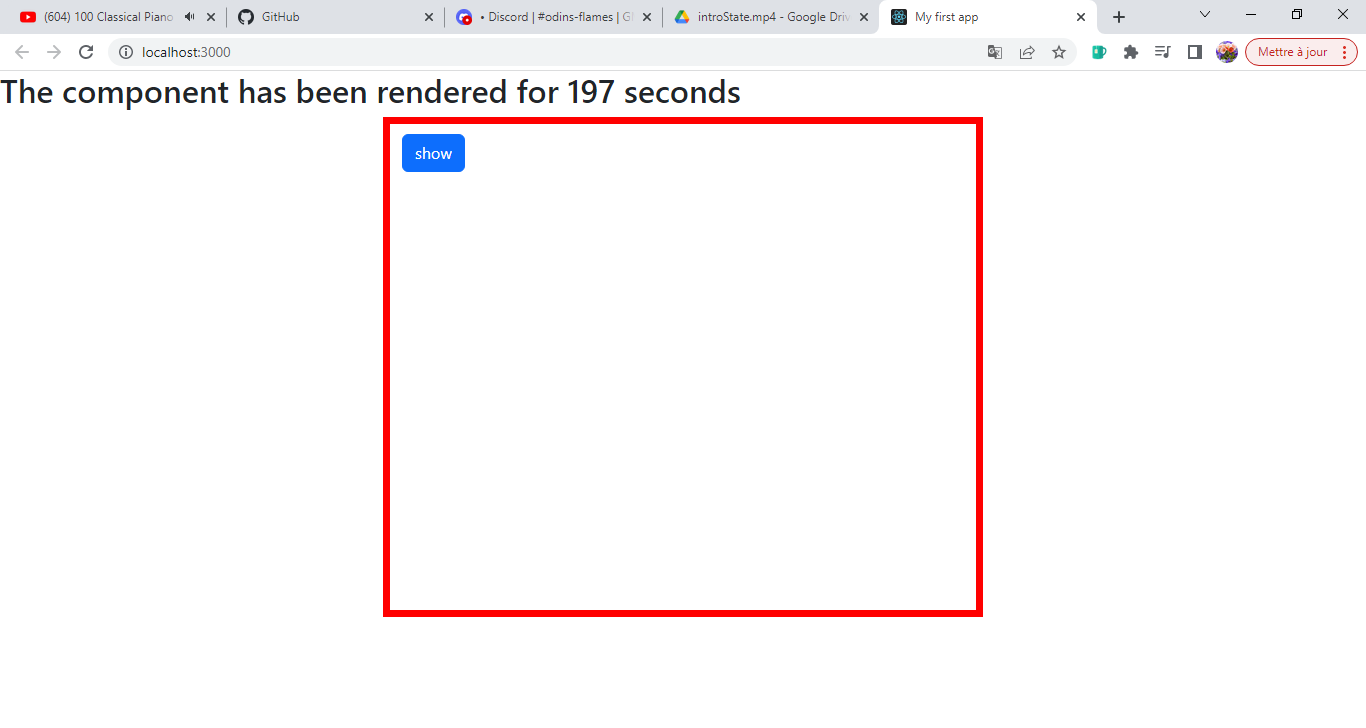 (604) 100 Classical Piano
GitHub
• Discord | #odins-flames |
introState.mp4 - Google Driv
My first app
localhost:3000
Mettre à jour
The component has been rendered for 197 seconds
show